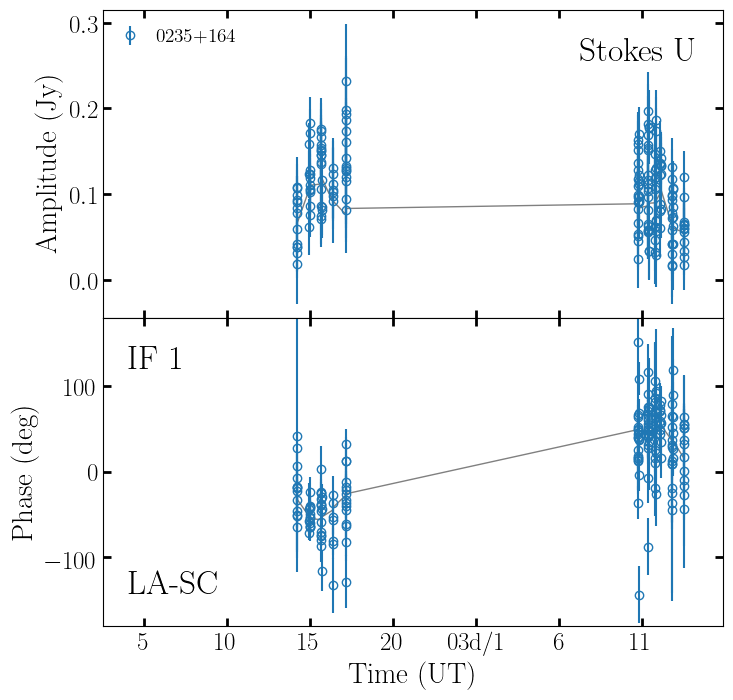 0.3
0235+164
Stokes U
0.2
0.1
0.0
Amplitude (Jy)
IF 1
100
0
−100
Phase (deg)
LA-SC
5 10 15 20 03d/1 6 11
Time (UT)